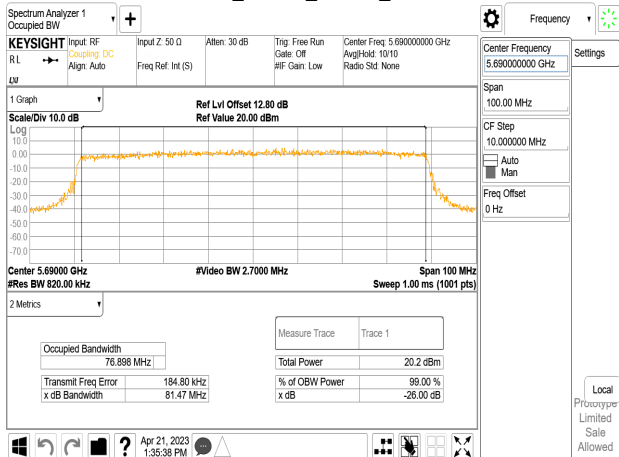 Spectrum Analyzer 1
Occupied BW
▼
+
Frequency
▼
KEYSIGHT
RL
LXI
Input: RF
Coupling: DC
Align: Auto
Input Z: 50 Ω
Freq Ref: Int (S)
Atten: 30 dB
Trig: Free Run
Gate: Off
#IF Gain: Low
Center Freq: 5.690000000 GHz
Avg|Hold: 10/10
Radio Std: None
Center Frequency
5.690000000 GHz
Settings
Span
100.00 MHz
CF Step
10.000000 MHz
Auto
Man
Freq Offset
0 Hz
1 Graph
▼
Scale/Div 10.0 dB
Ref Lvl Offset 12.80 dB
Ref Value 20.00 dBm
Log
10.0
0.00
-10.0
-20.0
-30.0
-40.0
-50.0
-60.0
-70.0
Center 5.69000 GHz
#Res BW 820.00 kHz
#Video BW 2.7000 MHz
Span 100 MHz
Sweep 1.00 ms (1001 pts)
2 Metrics
▼
Measure Trace
Trace 1
Occupied Bandwidth
76.898 MHz
Total Power
20.2 dBm
Transmit Freq Error
184.80 kHz
% of OBW Power
99.00 %
x dB Bandwidth
81.47 MHz
x dB
-26.00 dB
Local
Prototype
Limited
Sale
Allowed
?
Apr 21, 2023
1:35:38 PM